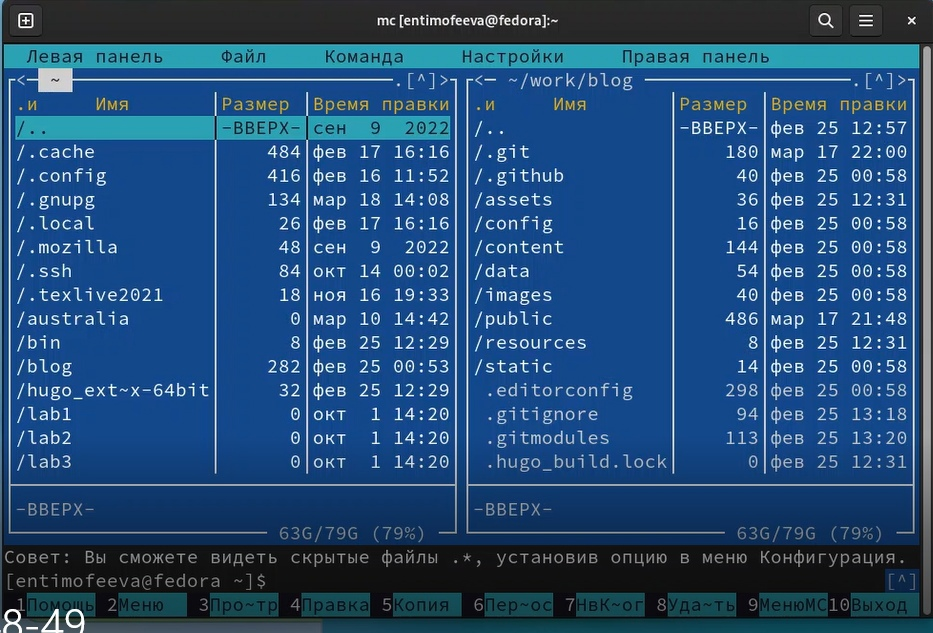 mc [entimofeeva@fedora]:~
Левая панель Файл Команда Настройки Правая панель
<─ ~ ─.[^]> <─ ~/work/blog ─.[^]>
.и Имя Размер Время правки .и Имя Размер Время правки
/.. -ВВЕРХ- сен 9 2022 /.. -ВВЕРХ- фев 25 12:57
/.cache 484 фев 17 16:16 /.git 180 мар 17 22:00
/.config 416 фев 16 11:52 /.github 40 фев 25 00:58
/.gnupg 134 мар 18 14:08 /assets 36 фев 25 12:31
/.local 26 фев 17 16:16 /config 16 фев 25 00:58
/.mozilla 48 сен 9 2022 /content 144 фев 25 00:58
/.ssh 84 окт 14 00:02 /data 54 фев 25 00:58
/.texlive2021 18 ноя 16 19:33 /images 40 фев 25 00:58
/australia 0 мар 10 14:42 /public 486 мар 17 21:48
/bin 8 фев 25 12:29 /resources 8 фев 25 12:31
/blog 282 фев 25 00:53 /static 14 фев 25 00:58
/hugo_ext~x-64bit 32 фев 25 12:29 .editorconfig 298 фев 25 00:58
/lab1 0 окт 1 14:20 .gitignore 94 фев 25 13:18
/lab2 0 окт 1 14:20 .gitmodules 113 фев 25 13:20
/lab3 0 окт 1 14:20 .hugo_build.lock 0 фев 25 12:31
-ВВЕРХ- -ВВЕРХ-
63G/79G (79%) 63G/79G (79%)
Совет: Вы сможете видеть скрытые файлы .*, установив опцию в меню Конфигурация.
[entimofeeva@fedora ~]$ [^]
1Помощь 2Меню 3Про~тр 4Правка 5Копия 6Пер~ос 7НвК~ог 8Уда~ть 9МенюMC 10Выход
8-49